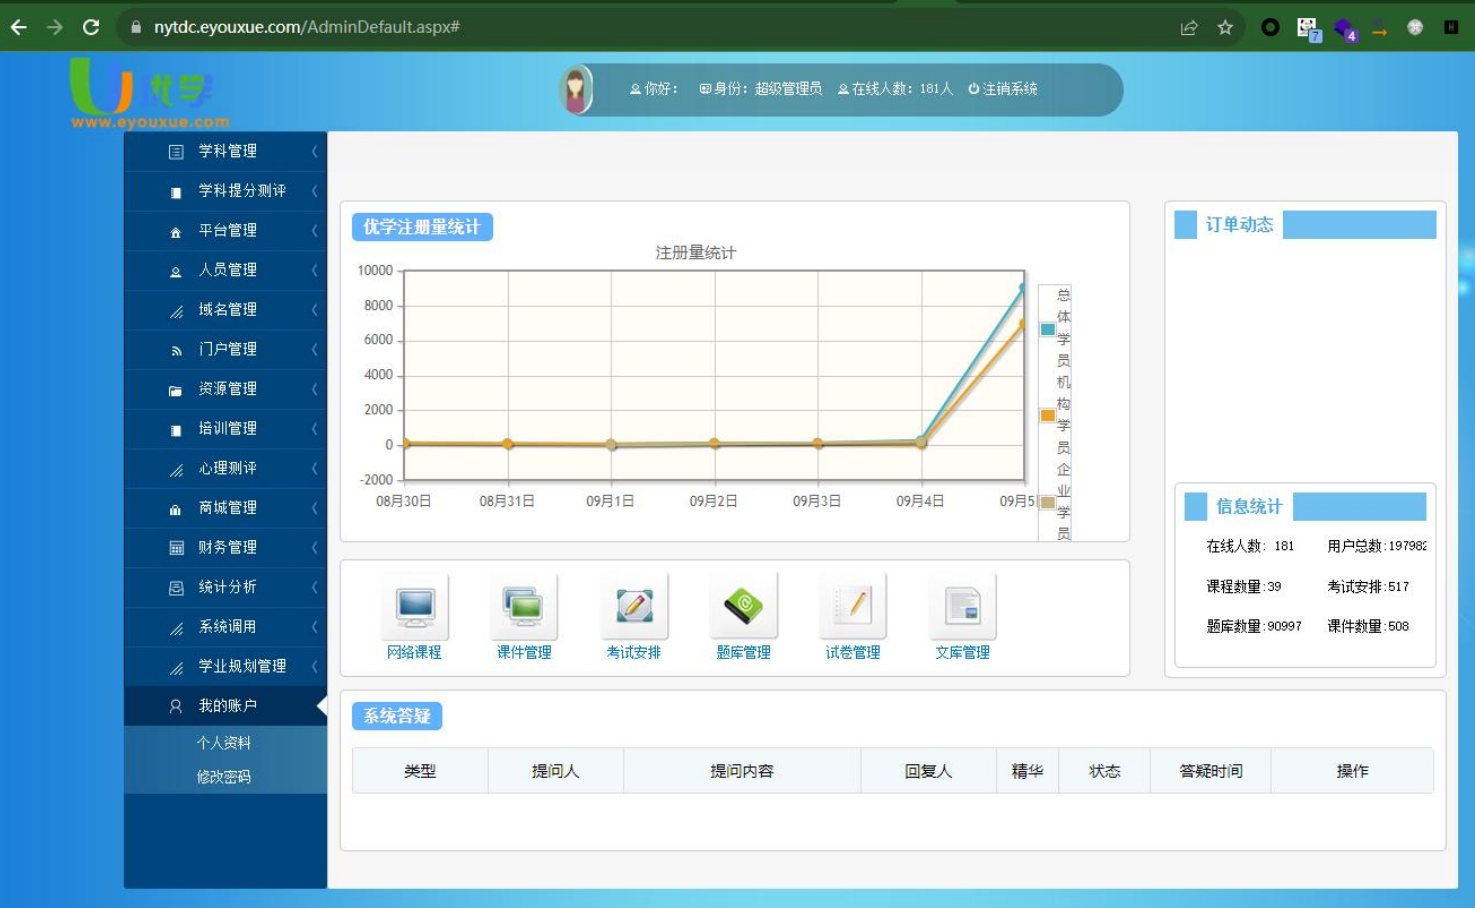 nytdc.eyouxue.com/AdminDefault.aspx#
7
4
优学
www.eyouxue.com
你好： 身份：超级管理员 在线人数：181人 注销系统
学科管理
学科提分测评
平台管理
人员管理
域名管理
门户管理
资源管理
培训管理
心理测评
商城管理
财务管理
统计分析
系统调用
学业规划管理
我的账户
个人资料
修改密码
优学注册量统计
注册量统计
10000
8000
6000
4000
2000
0
-2000
08月30日 08月31日 09月1日 09月2日 09月3日 09月4日 09月5
总体学员
机构学员
企业学员
网络课程 课件管理 考试安排 题库管理 试卷管理 文库管理
订单动态
信息统计
在线人数：181 用户总数:197982
课程数量:39 考试安排:517
题库数量:90997 课件数量:508
系统答疑
类型 提问人 提问内容 回复人 精华 状态 答疑时间 操作